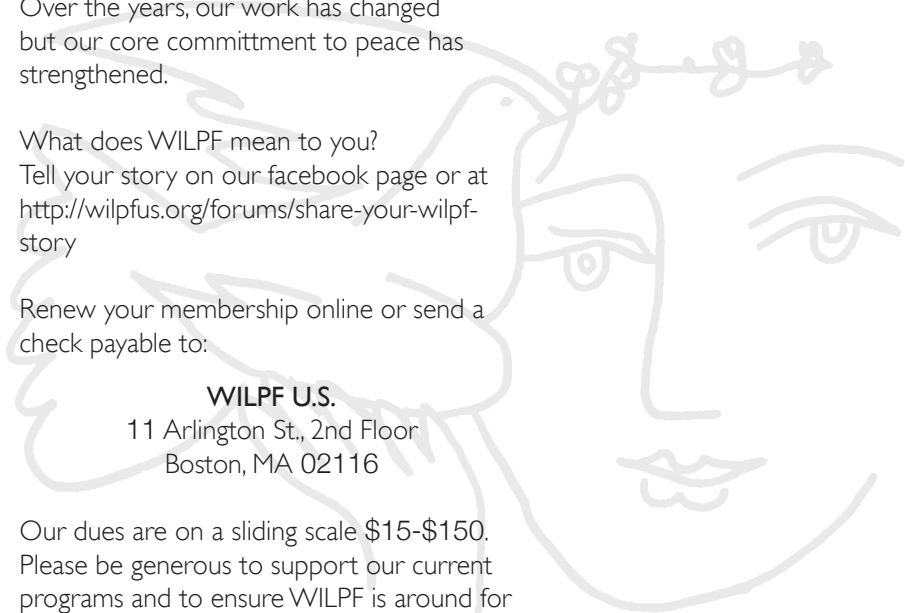 Over the years, our work has changed
but our core committment to peace has
strengthened.
What does WILPF mean to you?
Tell your story on our facebook page or at
http://wilpfus.org/forums/share-your-wilpf-
story
Renew your membership online or send a
check payable to:
WILPF U.S.
11 Arlington St., 2nd Floor
Boston, MA 02116
Our dues are on a sliding scale $15-$150.
Please be generous to support our current
programs and to ensure WILPF is around for